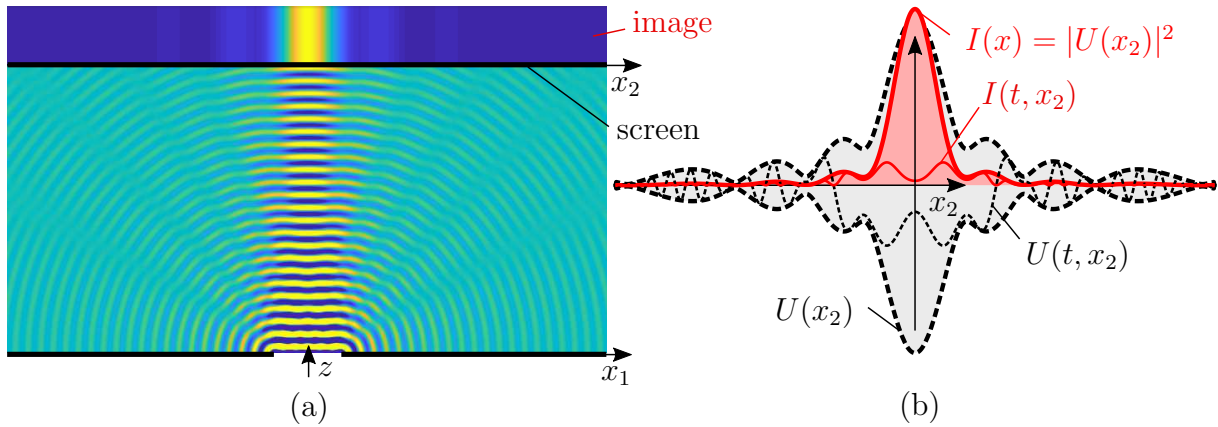 image
x₂
screen
z
x₁
(a)
I(x) = |U(x₂)|²
I(t, x₂)
x₂
U(t, x₂)
U(x₂)
(b)